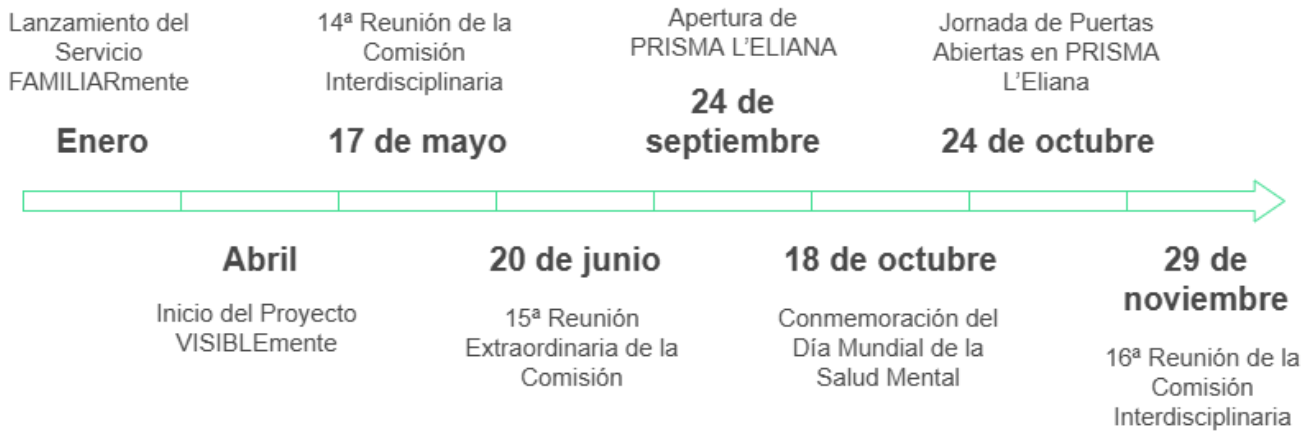 Lanzamiento del
Servicio
FAMILIARmente
Enero
Abril
Inicio del Proyecto
VISIBLEmente
14ª Reunión de la
Comisión
Interdisciplinaria
17 de mayo
20 de junio
15ª Reunión
Extraordinaria de la
Comisión
Apertura de
PRISMA L’ELIANA
24 de
septiembre
18 de octubre
Conmemoración del
Día Mundial de la
Salud Mental
Jornada de Puertas
Abiertas en PRISMA
L’Eliana
24 de octubre
29 de
noviembre
16ª Reunión de la
Comisión
Interdisciplinaria